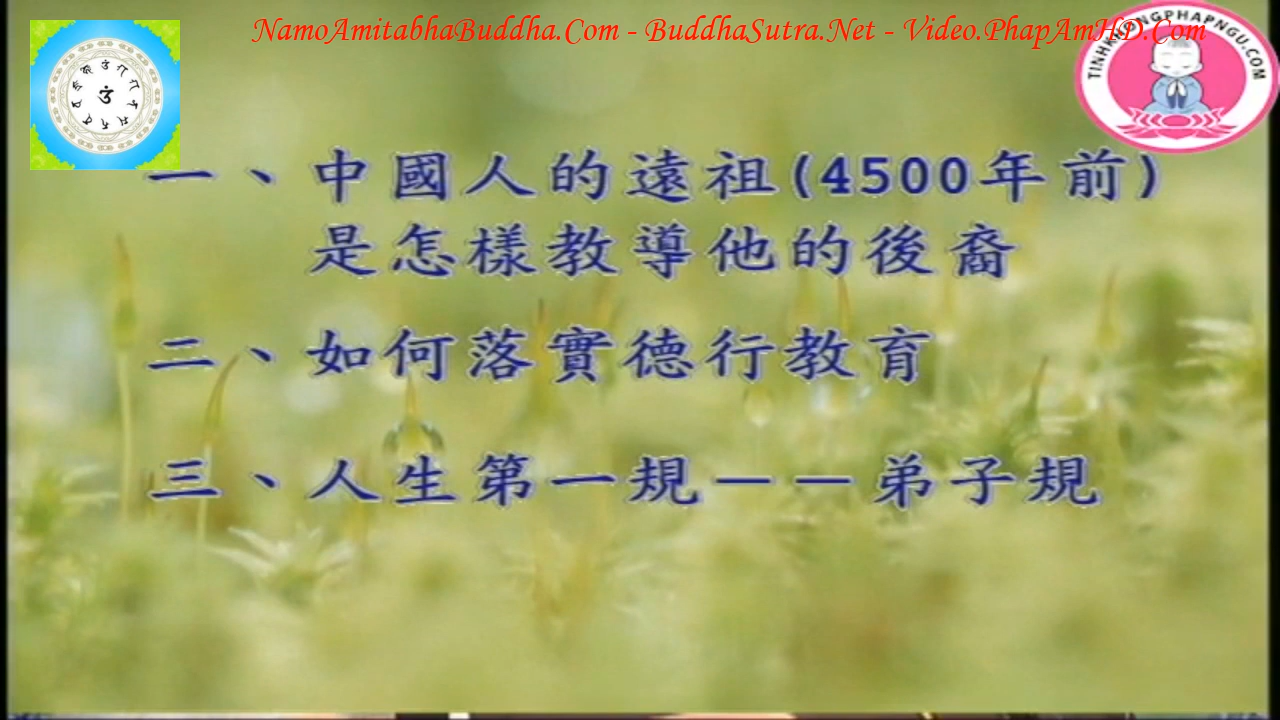 NamoAmitabhaBuddha.Com - BuddhaSutra.Net - Video.PhapAmHD.Com
一、中國人的遠祖(4500年前)
是怎樣教導他的後裔
二、如何落實德行教育
三、人生第一規——弟子規